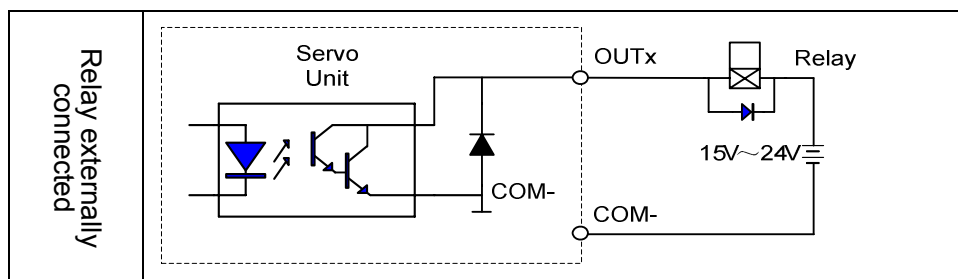 Relay externally
connected
Servo
Unit
OUTx
Relay
15V～24V
COM-
COM-